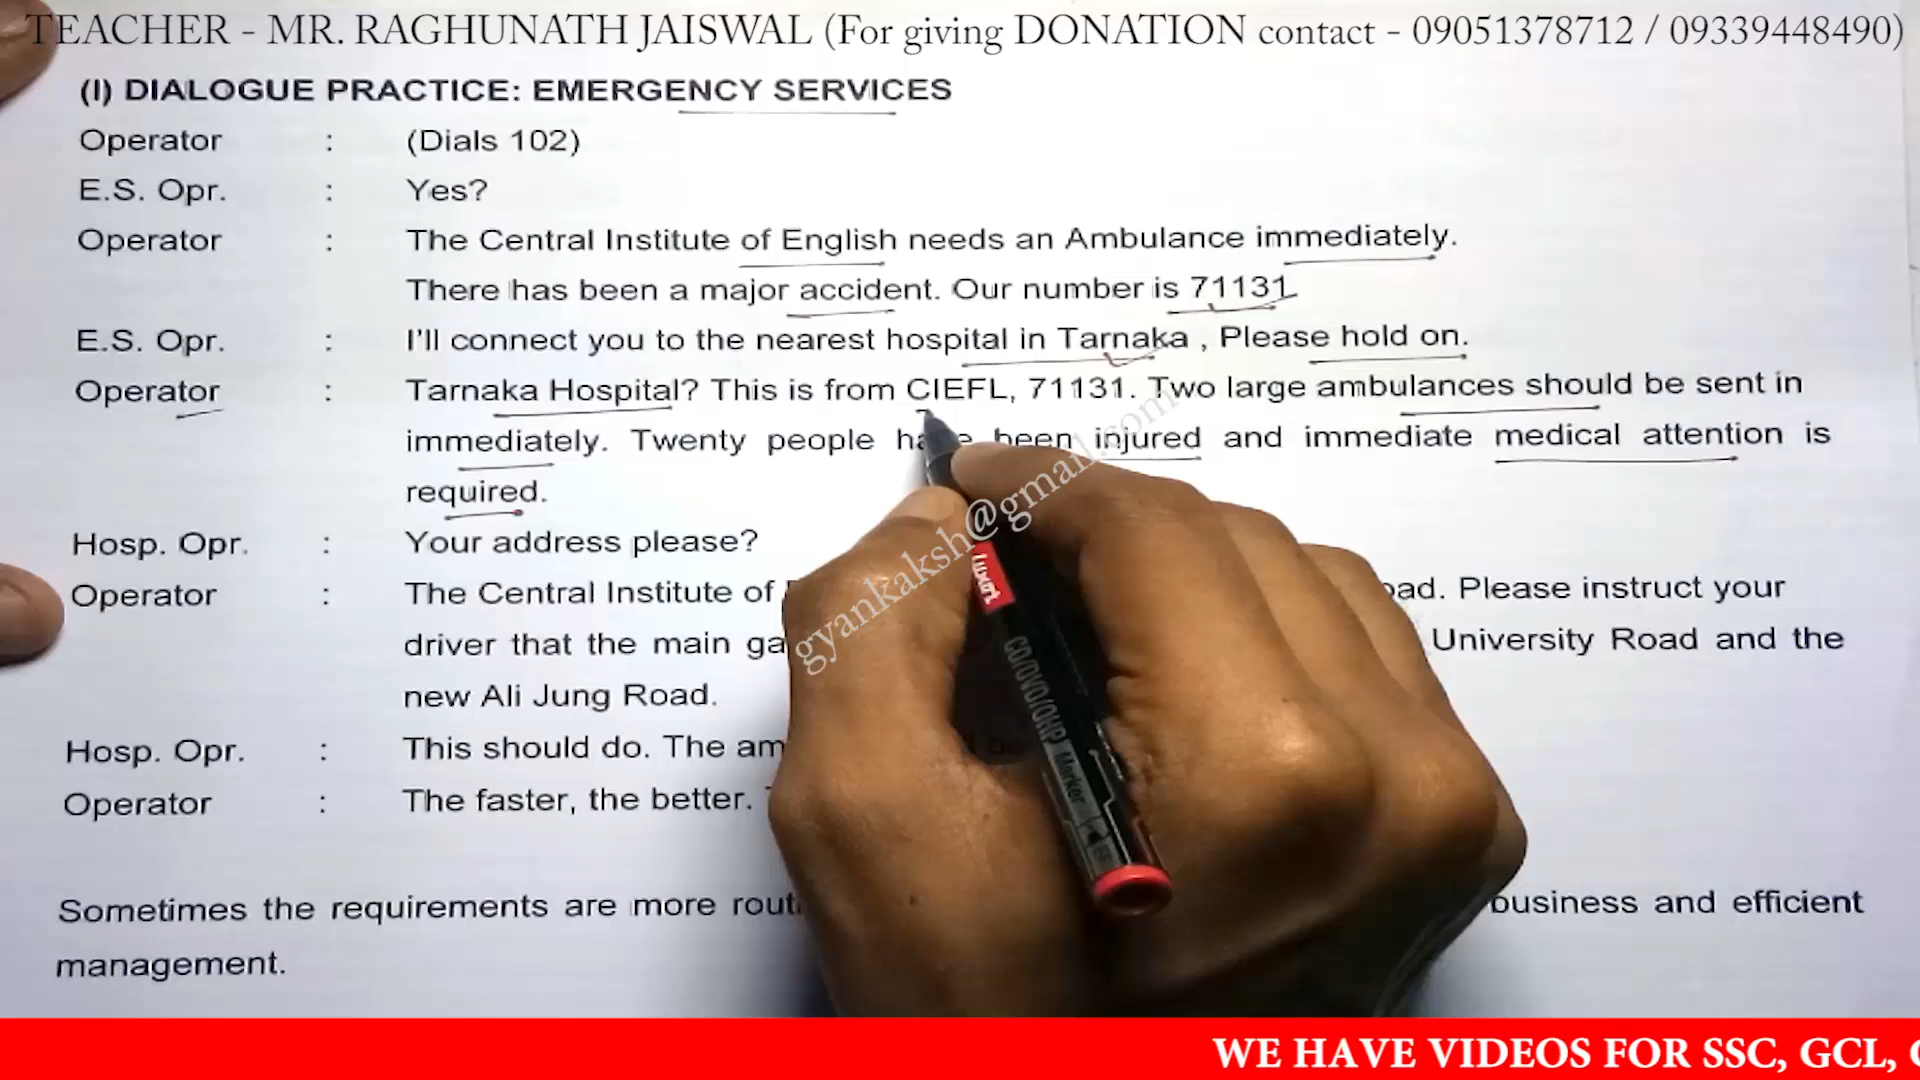 TEACHER - MR. RAGHUNATH JAISWAL (For giving DONATION contact - 09051378712 / 09339448490)
(I) DIALOGUE PRACTICE: EMERGENCY SERVICES
Operator : (Dials 102)
E.S. Opr. : Yes?
Operator : The Central Institute of English needs an Ambulance immediately.
There has been a major accident. Our number is 71131
E.S. Opr. : I'll connect you to the nearest hospital in Tarnaka , Please hold on.
Operator : Tarnaka Hospital? This is from CIEFL, 71131. Two large ambulances should be sent in
immediately. Twenty people have been injured and immediate medical attention is
required.
Hosp. Opr. : Your address please?
Operator : The Central Institute of Please instruct your
driver that the main University Road and the
new Ali Jung Road.
Hosp. Opr. : This should do. The
Operator : The faster, the better.
Sometimes the requirements are more business and efficient
management.
gyankaksh@gmail.com
Luxor
CD/DVD/OHP Marker
WE HAVE VIDEOS FOR SSC, GCL,